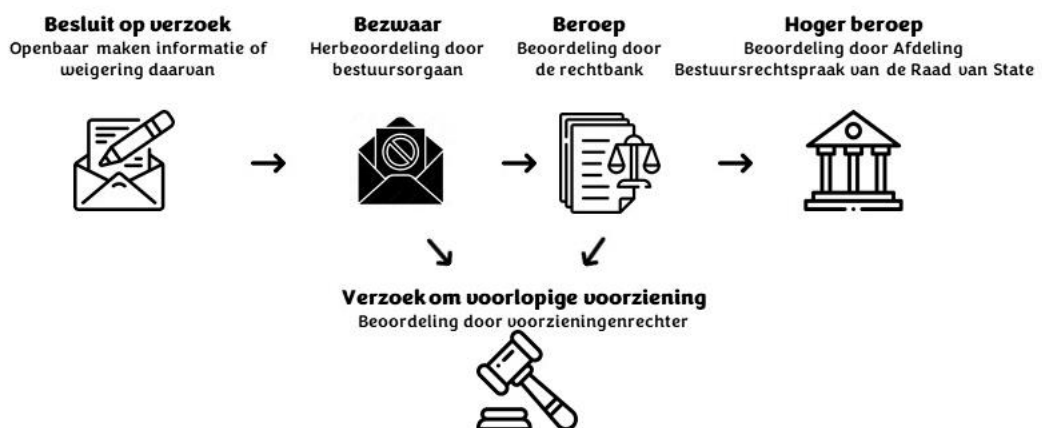 Besluit op verzoek
Openbaar maken informatie of
weigering daarvan
Bezwaar
Herbeoordeling door
bestuursorgaan
Beroep
Beoordeling door
de rechtbank
Hoger beroep
Beoordeling door Afdeling
Bestuursrechtspraak van de Raad van State
Verzoek om voorlopige voorziening
Beoordeling door voorzieningenrechter